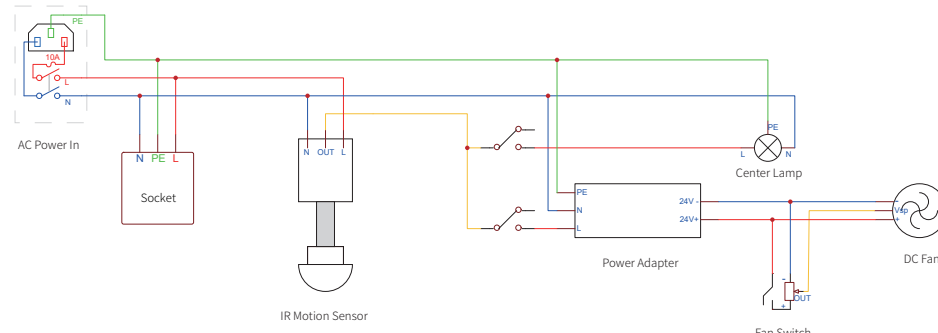 PE
10A
L
N
AC Power In
N PE L
Socket
N OUT L
IR Motion Sensor
PE
L N
Center Lamp
PE
N
L
24V -
24V+
Power Adapter
-
Vsp
+
DC Fan
-
OUT
+
Fan Switch